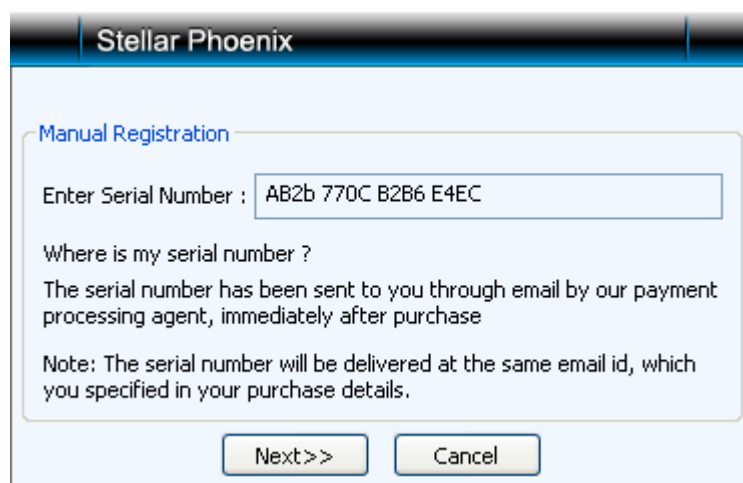 Stellar Phoenix
Manual Registration
Enter Serial Number : AB2b 770C B2B6 E4EC
Where is my serial number ?
The serial number has been sent to you through email by our payment
processing agent, immediately after purchase
Note: The serial number will be delivered at the same email id, which
you specified in your purchase details.
Next>> Cancel